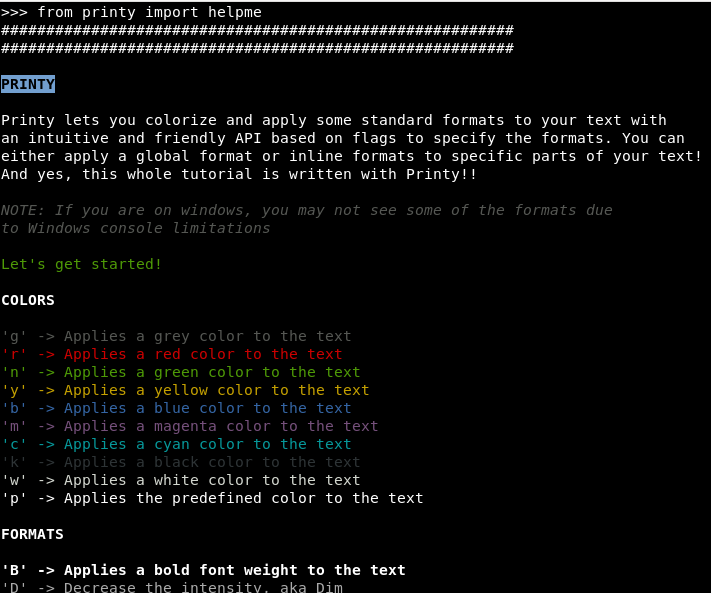 >>> from printy import helpme
#########################################################
#########################################################
PRINTY
Printy lets you colorize and apply some standard formats to your text with
an intuitive and friendly API based on flags to specify the formats. You can
either apply a global format or inline formats to specific parts of your text!
And yes, this whole tutorial is written with Printy!!
NOTE: If you are on windows, you may not see some of the formats due
to Windows console limitations
Let's get started!
COLORS
'g' -> Applies a grey color to the text
'r' -> Applies a red color to the text
'n' -> Applies a green color to the text
'y' -> Applies a yellow color to the text
'b' -> Applies a blue color to the text
'm' -> Applies a magenta color to the text
'c' -> Applies a cyan color to the text
'k' -> Applies a black color to the text
'w' -> Applies a white color to the text
'p' -> Applies the predefined color to the text
FORMATS
'B' -> Applies a bold font weight to the text
'D' -> Decrease the intensity, aka Dim